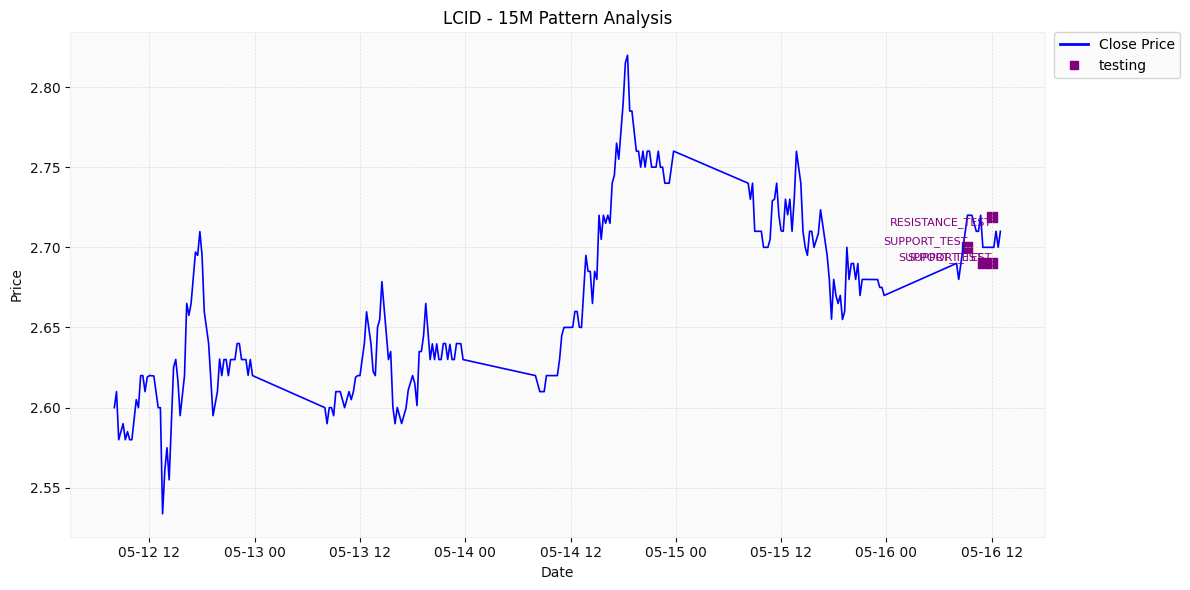 LCID - 15M Pattern Analysis
Close Price
testing
Price
2.80
2.75
2.70
2.65
2.60
2.55
RESISTANCE_TEST
SUPPORT_TEST
SUPPORT_TEST
SUPPORT_TEST
05-12 12
05-13 00
05-13 12
05-14 00
05-14 12
05-15 00
05-15 12
05-16 00
05-16 12
Date